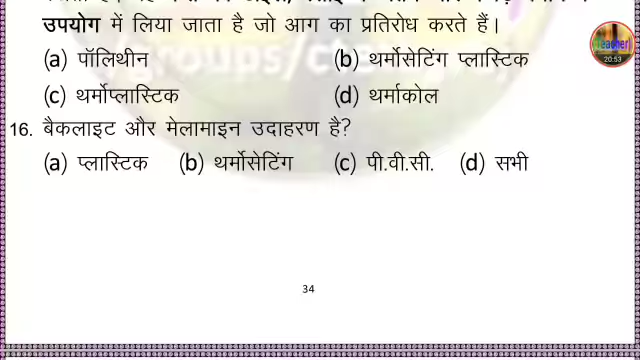 उपयोग में लिया जाता है जो आग का प्रतिरोध करते हैं।
(a) पॉलिथीन (b) थर्मोसेटिंग प्लास्टिक
(c) थर्मोप्लास्टिक (d) थर्माकोल
16. बैकलाइट और मेलामाइन उदाहरण है?
(a) प्लास्टिक (b) थर्मोसेटिंग (c) पी.वी.सी. (d) सभी
34
Teacher
20:53